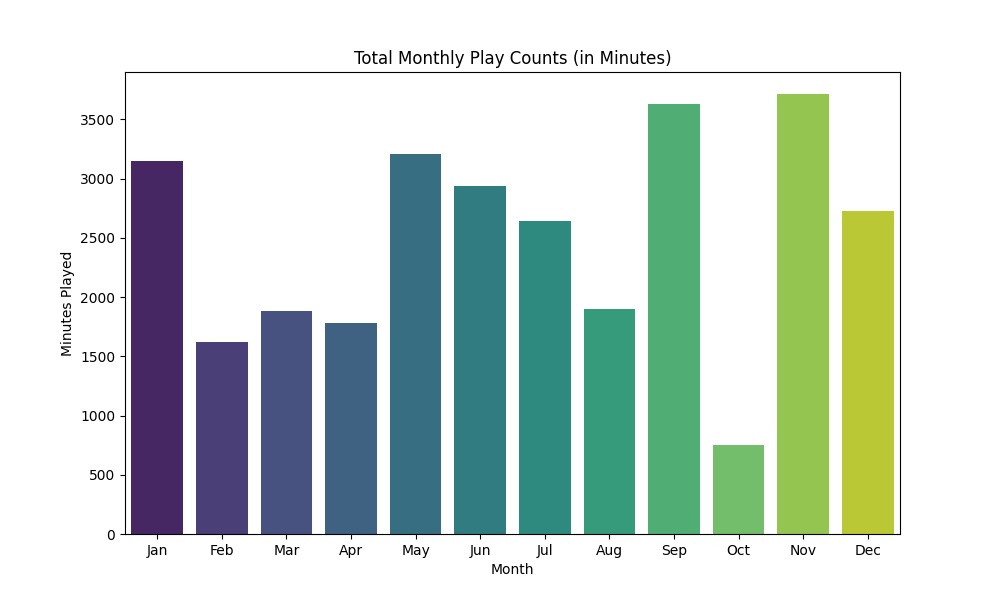 Total Monthly Play Counts (in Minutes)
Minutes Played
3500
3000
2500
2000
1500
1000
500
0
Jan Feb Mar Apr May Jun Jul Aug Sep Oct Nov Dec
Month